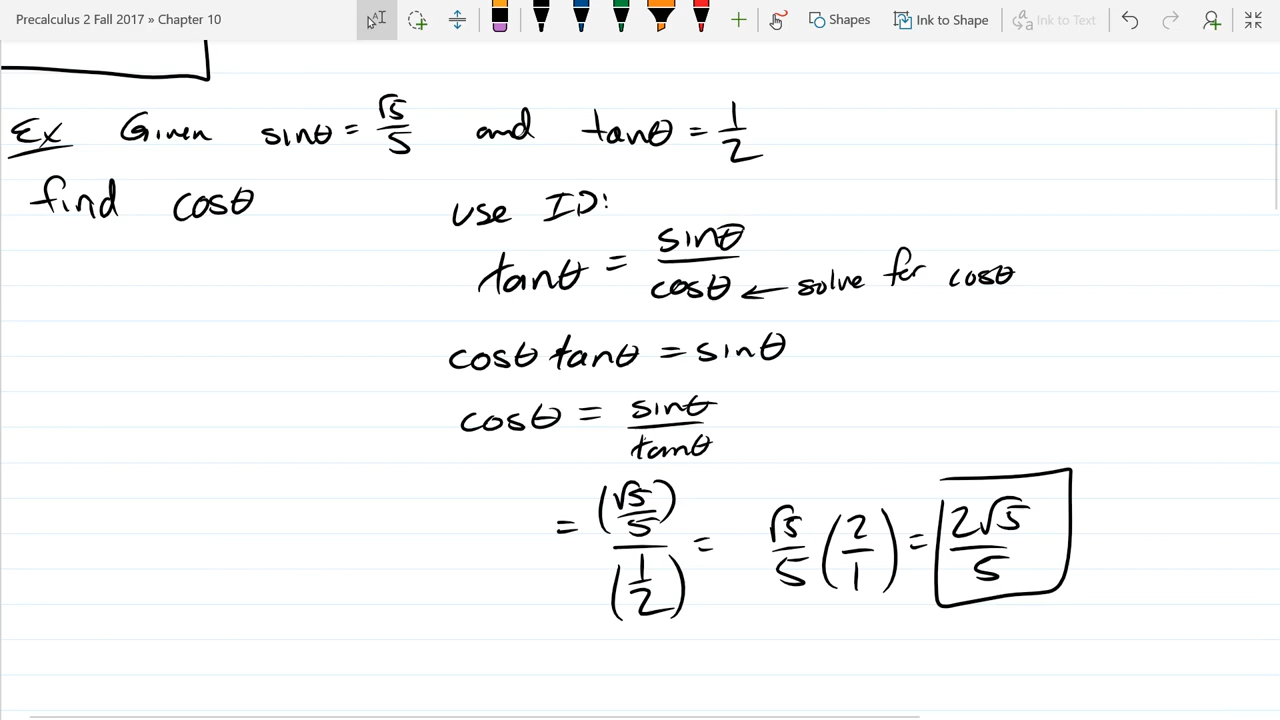 Precalculus 2 Fall 2017 » Chapter 10
Shapes
Ink to Shape
Ink to Text
Ex Given sinθ = √5/5 and tanθ = 1/2
find cosθ
use ID:
tanθ = sinθ/cosθ ← solve for cosθ
cosθ tanθ = sinθ
cosθ = sinθ/tanθ
= (√5/5)/(1/2) = √5/5 (2/1) = 2√5/5